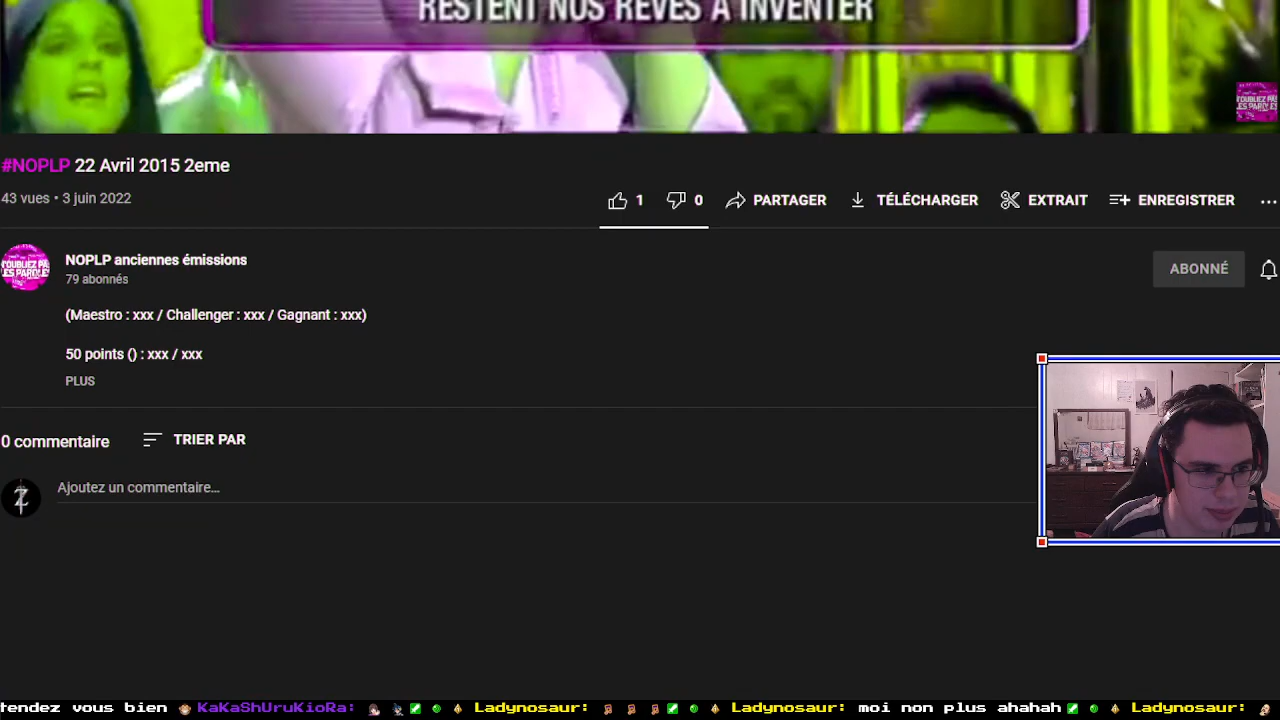 RESTENT NOS RÊVES À INVENTER
#NOPLP 22 Avril 2015 2eme
43 vues • 3 juin 2022
1 0 PARTAGER TÉLÉCHARGER EXTRAIT ENREGISTRER ...
NOPLP anciennes émissions
79 abonnés
ABONNÉ
(Maestro : xxx / Challenger : xxx / Gagnant : xxx)
50 points () : xxx / xxx
PLUS
0 commentaire TRIER PAR
Ajoutez un commentaire...
tendez vous bien KaKaShUruKioRa: Ladynosaur: Ladynosaur: moi non plus ahahah Ladynosaur: